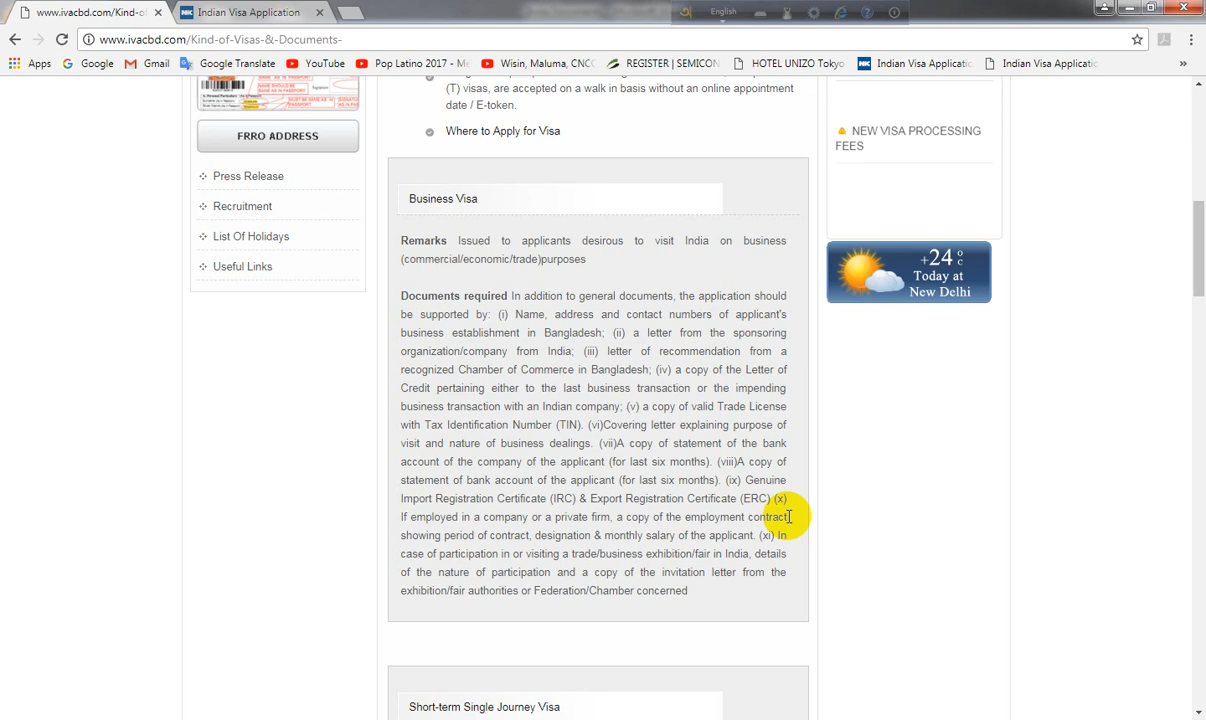 www.ivacbd.com/Kind-o
Indian Visa Application
English
www.ivacbd.com/Kind-of-Visas-&-Documents-
Apps
Google
Gmail
Google Translate
YouTube
Pop Latino 2017 - M
Wisin, Maluma, CNC
REGISTER | SEMICON
HOTEL UNIZO Tokyo
Indian Visa Applicati
Indian Visa Applicati
(T) visas, are accepted on a walk in basis without an online appointment
date / E-token.
Where to Apply for Visa
FRRO ADDRESS
Press Release
Recruitment
List Of Holidays
Useful Links
Business Visa
Remarks Issued to applicants desirous to visit India on business
(commercial/economic/trade)purposes
Documents required In addition to general documents, the application should
be supported by: (i) Name, address and contact numbers of applicant's
business establishment in Bangladesh; (ii) a letter from the sponsoring
organization/company from India; (iii) letter of recommendation from a
recognized Chamber of Commerce in Bangladesh; (iv) a copy of the Letter of
Credit pertaining either to the last business transaction or the impending
business transaction with an Indian company; (v) a copy of valid Trade License
with Tax Identification Number (TIN). (vi)Covering letter explaining purpose of
visit and nature of business dealings. (vii)A copy of statement of the bank
account of the company of the applicant (for last six months). (viii)A copy of
statement of bank account of the applicant (for last six months). (ix) Genuine
Import Registration Certificate (IRC) & Export Registration Certificate (ERC) (x)
If employed in a company or a private firm, a copy of the employment contract
showing period of contract, designation & monthly salary of the applicant. (xi) In
case of participation in or visiting a trade/business exhibition/fair in India, details
of the nature of participation and a copy of the invitation letter from the
exhibition/fair authorities or Federation/Chamber concerned
Short-term Single Journey Visa
NEW VISA PROCESSING
FEES
+24 °C
Today at
New Delhi